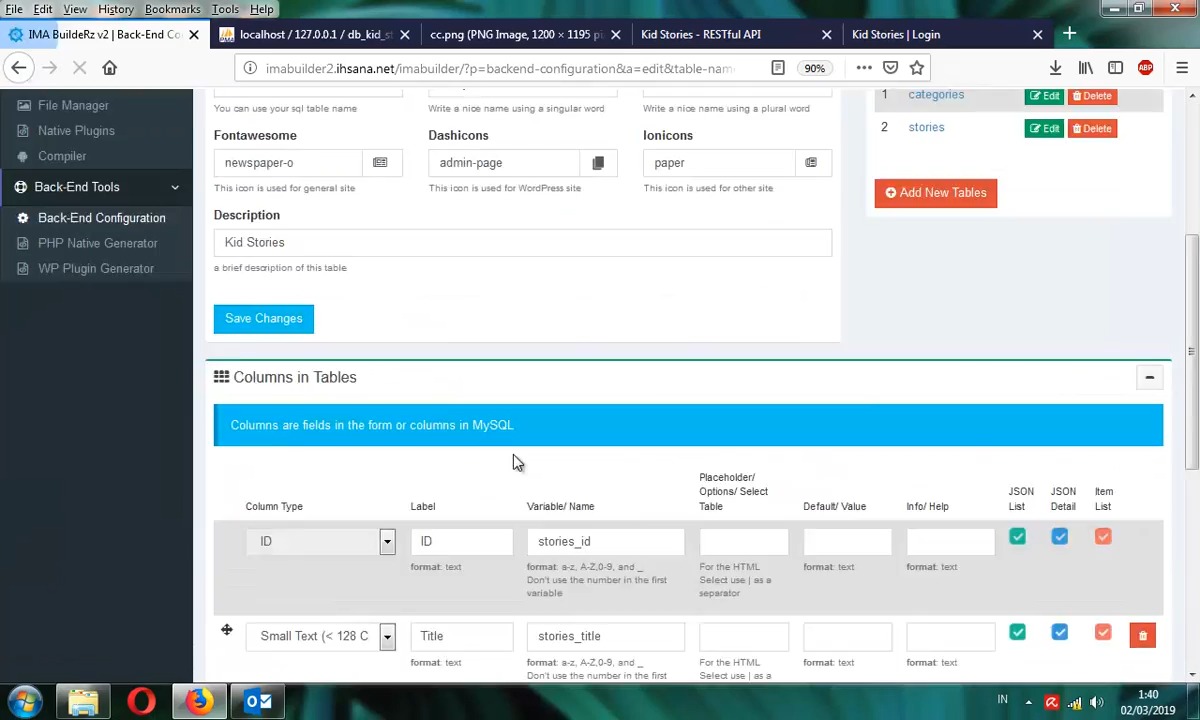 File Edit View History Bookmarks Tools Help
IMA BuildeRz v2 | Back-End Co
localhost / 127.0.0.1 / db_kid_s
cc.png (PNG Image, 1200 × 1195 pi
Kid Stories - RESTful API
Kid Stories | Login
imabuilder2.ihsana.net/imabuilder/?p=backend-configuration&a=edit&table-name
90%
ABP
File Manager
Native Plugins
Compiler
Back-End Tools
Back-End Configuration
PHP Native Generator
WP Plugin Generator
You can use your sql table name
Write a nice name using a singular word
Write a nice name using a plural word
Fontawesome
Dashicons
Ionicons
newspaper-o
admin-page
paper
This icon is used for general site
This icon is used for WordPress site
This icon is used for other site
Description
Kid Stories
a brief description of this table
Save Changes
1 categories Edit Delete
2 stories Edit Delete
Add New Tables
Columns in Tables
Columns are fields in the form or columns in MySQL
Column Type
Label
Variable/ Name
Placeholder/
Options/ Select
Table
Default/ Value
Info/ Help
JSON
List
JSON
Detail
Item
List
ID
ID
stories_id
format: text
format: a-z, A-Z,0-9, and _
Don't use the number in the first
variable
For the HTML
Select use | as a
separator
format: text
format: text
Small Text (< 128 C
Title
stories_title
format: text
format: a-z, A-Z,0-9, and _
For the HTML
Select use | as a
format: text
format: text
IN
1:40
02/03/2019